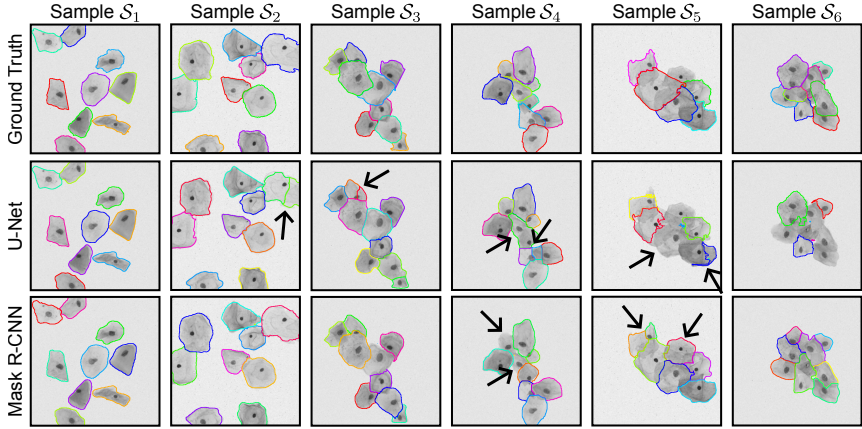 Sample S₁ Sample S₂ Sample S₃ Sample S₄ Sample S₅ Sample S₆
Ground Truth
U-Net
Mask R-CNN